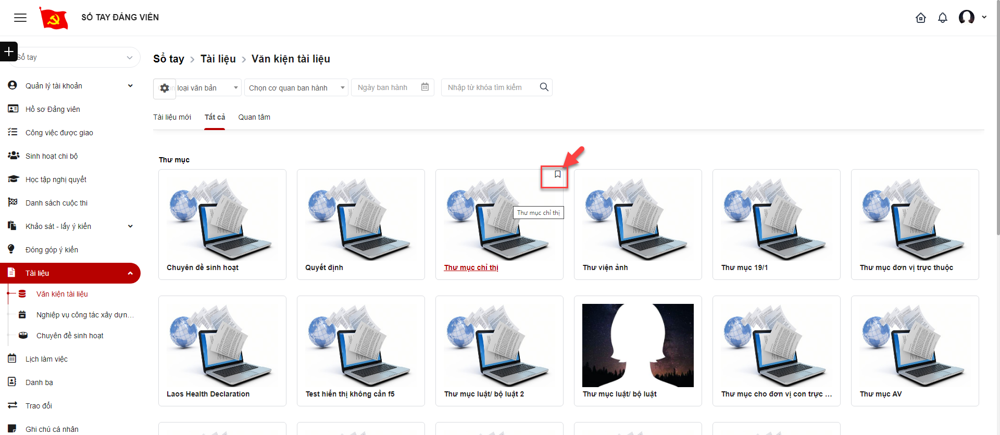 SỔ TAY ĐẢNG VIÊN
Sổ tay
Quản lý tài khoản
Hồ sơ Đảng viên
Công việc được giao
Sinh hoạt chi bộ
Học tập nghị quyết
Danh sách cuộc thi
Khảo sát - lấy ý kiến
Đóng góp ý kiến
Tài liệu
Văn kiện tài liệu
Nghiệp vụ công tác xây dựn...
Chuyên đề sinh hoạt
Lịch làm việc
Danh bạ
Trao đổi
Ghi chú cá nhân
Sổ tay > Tài liệu > Văn kiện tài liệu
loại văn bản
Chọn cơ quan ban hành
Ngày ban hành
Nhập từ khóa tìm kiếm
Tài liệu mới
Tất cả
Quan tâm
Thư mục
Thư mục chỉ thị
Chuyên đề sinh hoạt
Quyết định
Thư mục chỉ thị
Thư viện ảnh
Thư mục 19/1
Thư mục đơn vị trực thuộc
Laos Health Declaration
Test hiển thị không cần f5
Thư mục luật/ bộ luật 2
Thư mục luật/ bộ luật
Thư mục cho đơn vị con trực ...
Thư mục AV